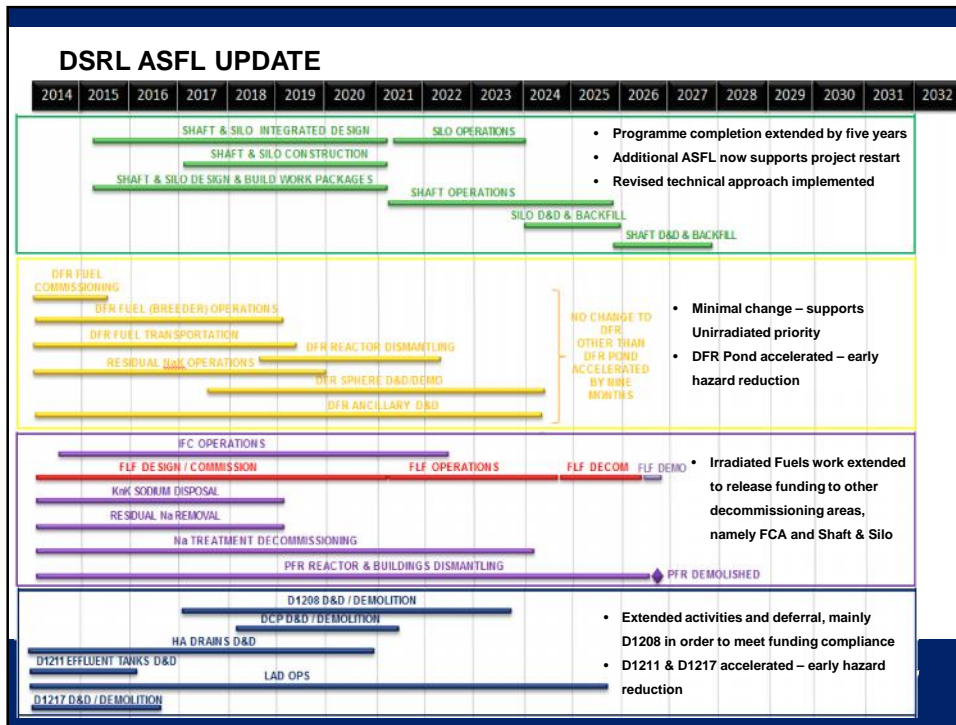 DSRL ASFL UPDATE
2014 2015 2016 2017 2018 2019 2020 2021 2022 2023 2024 2025 2026 2027 2028 2029 2030 2031 2032
SHAFT & SILO INTEGRATED DESIGN
SILO OPERATIONS
SHAFT & SILO CONSTRUCTION
SHAFT & SILO DESIGN & BUILD WORK PACKAGES
SHAFT OPERATIONS
SILO D&D & BACKFILL
SHAFT D&D & BACKFILL
• Programme completion extended by five years
• Additional ASFL now supports project restart
• Revised technical approach implemented
DFR FUEL
COMMISSIONING
DFR FUEL (BREEDER) OPERATIONS
DFR FUEL TRANSPORTATION
DFR REACTOR DISMANTLING
RESIDUAL NaK OPERATIONS
DFR SPHERE D&D/DEMO
DFR ANCILLARY D&D
NO CHANGE TO
DFR
OTHER THAN
DFR POND
ACCELERATED
BY NINE
MONTHS
• Minimal change – supports
Unirradiated priority
• DFR Pond accelerated – early
hazard reduction
IFC OPERATIONS
FLF DESIGN / COMMISSION
FLF OPERATIONS
FLF DECOM
FLF DEMO
KnK SODIUM DISPOSAL
RESIDUAL Na REMOVAL
Na TREATMENT DECOMMISSIONING
PFR REACTOR & BUILDINGS DISMANTLING
PFR DEMOLISHED
• Irradiated Fuels work extended
to release funding to other
decommissioning areas,
namely FCA and Shaft & Silo
D1208 D&D / DEMOLITION
DCP D&D / DEMOLITION
HA DRAINS D&D
D1211 EFFLUENT TANKS D&D
LAD OPS
D1217 D&D / DEMOLITION
• Extended activities and deferral, mainly
D1208 in order to meet funding compliance
• D1211 & D1217 accelerated – early hazard
reduction